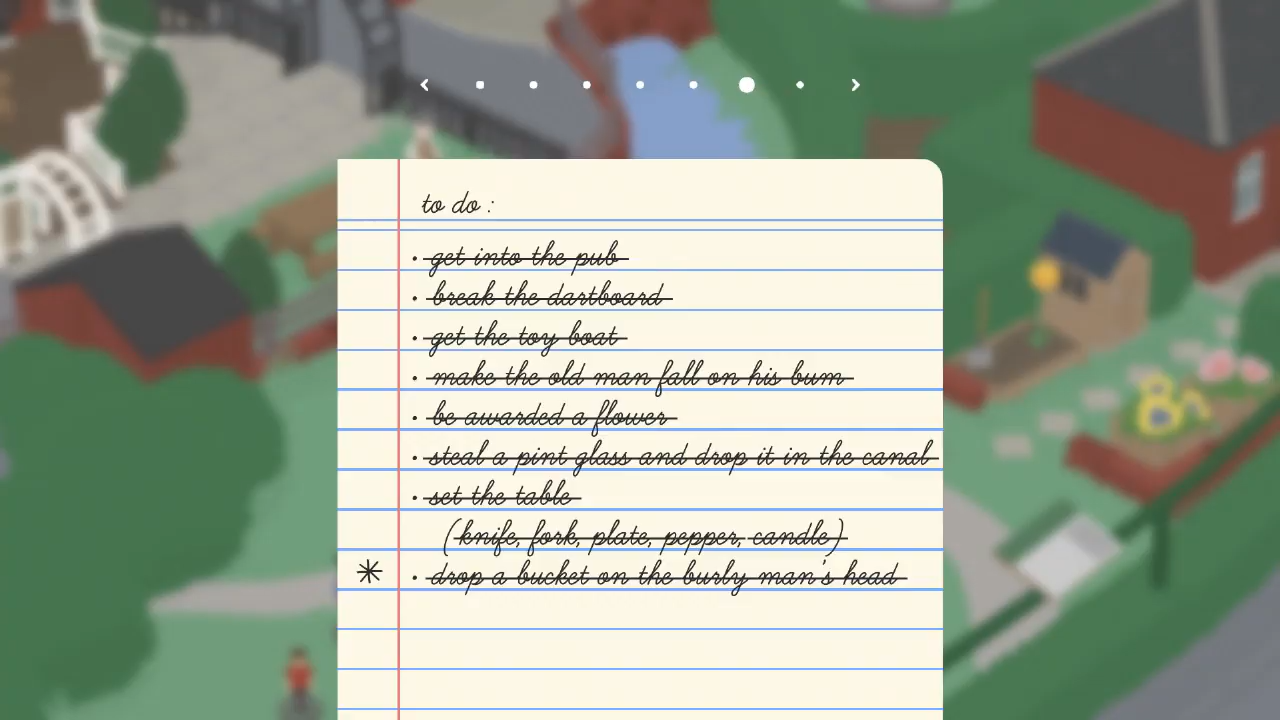 to do :
• get into the pub
• break the dartboard
• get the toy boat
• make the old man fall on his bum
• be awarded a flower
• steal a pint glass and drop it in the canal
• set the table
(knife, fork, plate, pepper, candle)
• drop a bucket on the burly man's head